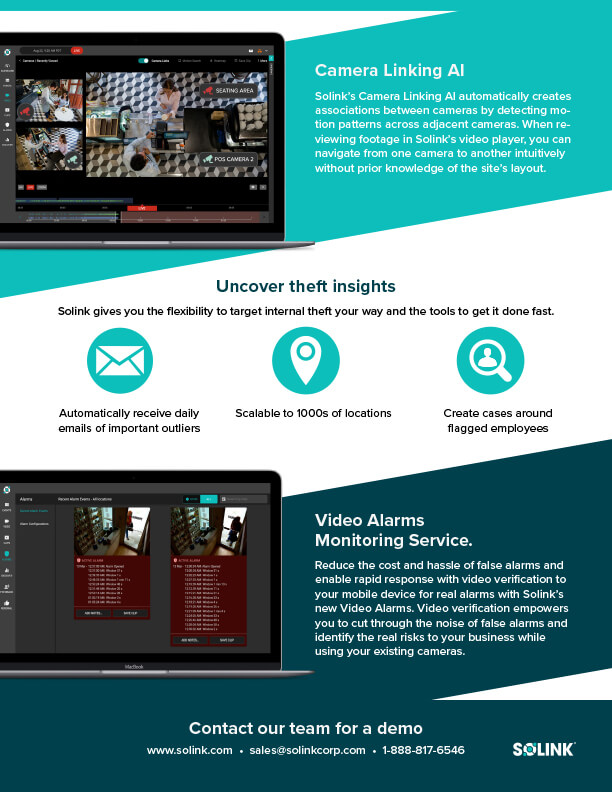 Camera Linking AI
Solink's Camera Linking AI automatically creates
associations between cameras by detecting mo-
tion patterns across adjacent cameras. When re-
viewing footage in Solink's video player, you can
navigate from one camera to another intuitively
without prior knowledge of the site's layout.
SEATING AREA
POS CAMERA 2
Uncover theft insights
Solink gives you the flexibility to target internal theft your way and the tools to get it done fast.
Automatically receive daily
emails of important outliers
Scalable to 1000s of locations
Create cases around
flagged employees
Alarms
Video Alarms
Monitoring Service.
Reduce the cost and hassle of false alarms and
enable rapid response with video verification to
your mobile device for real alarms with Solink's
new Video Alarms. Video verification empowers
you to cut through the noise of false alarms and
identify the real risks to your business while
using your existing cameras.
MacBook
Contact our team for a demo
www.solink.com • sales@solinkcorp.com • 1-888-817-6546
SOLINK